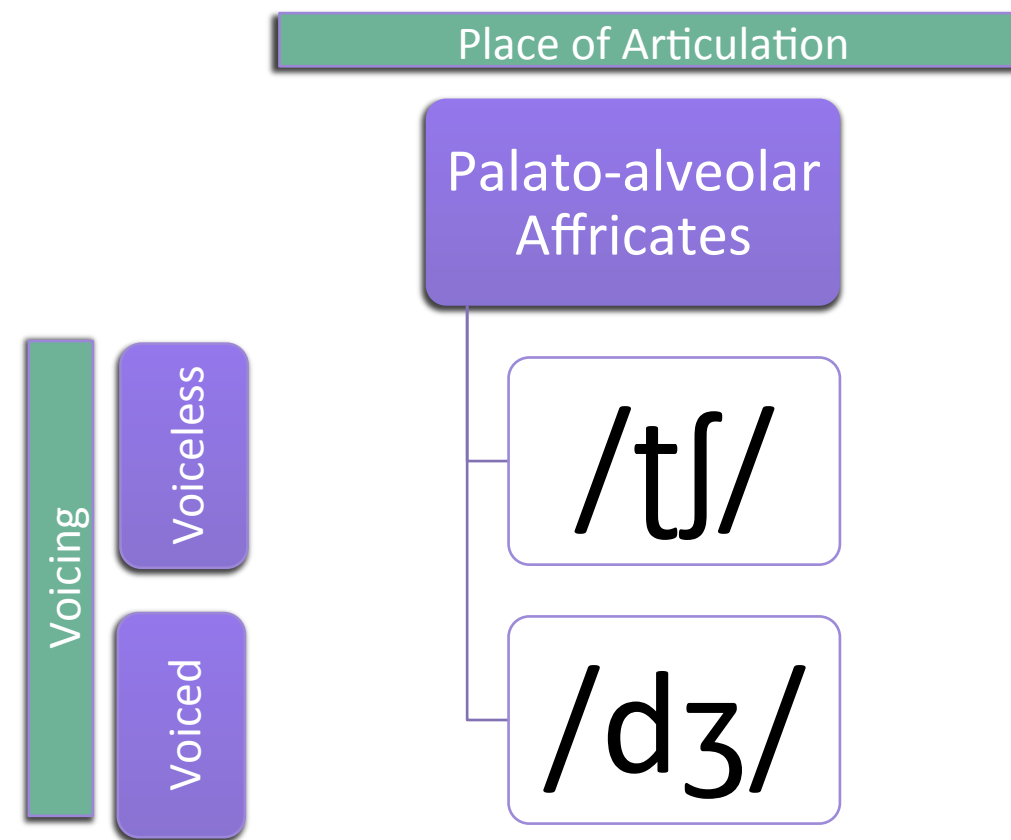 Place of Articulation
Palato-alveolar
Affricates
Voicing
Voiceless
/tʃ/
Voiced
/dʒ/